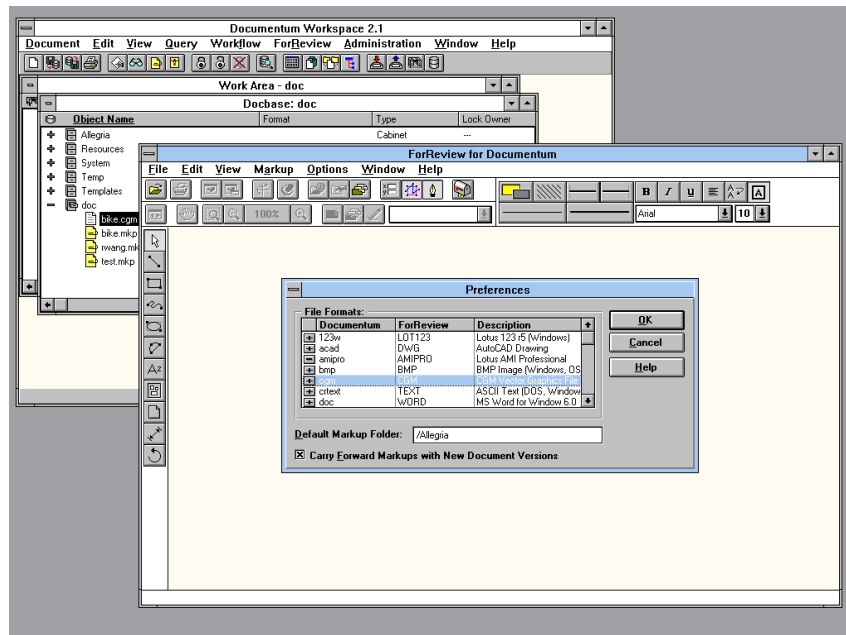 Documentum Workspace 2.1
Document Edit View Query Workflow ForReview Administration Window Help
Work Area - doc
Docbase: doc
Object Name Format Type Lock Owner
Allegria Cabinet ---
Resources
System
Temp
Templates
doc
bike.cgm
bike.mkp
rwang.mk
test.mkp
ForReview for Documentum
File Edit View Markup Options Window Help
B I U A
100% Arial 10
Preferences
File Formats:
Documentum ForReview Description
123w LOT123 Lotus 123 r5 (Windows)
acad DWG AutoCAD Drawing
amipro AMIPRO Lotus AMI Professional
bmp BMP BMP Image (Windows, OS
cgm CGM CGM Vector Graphics File
crtext TEXT ASCII Text (DOS, Window
doc WORD MS Word for Window 6.0
OK
Cancel
Help
Default Markup Folder: /Allegria
Carry Forward Markups with New Document Versions